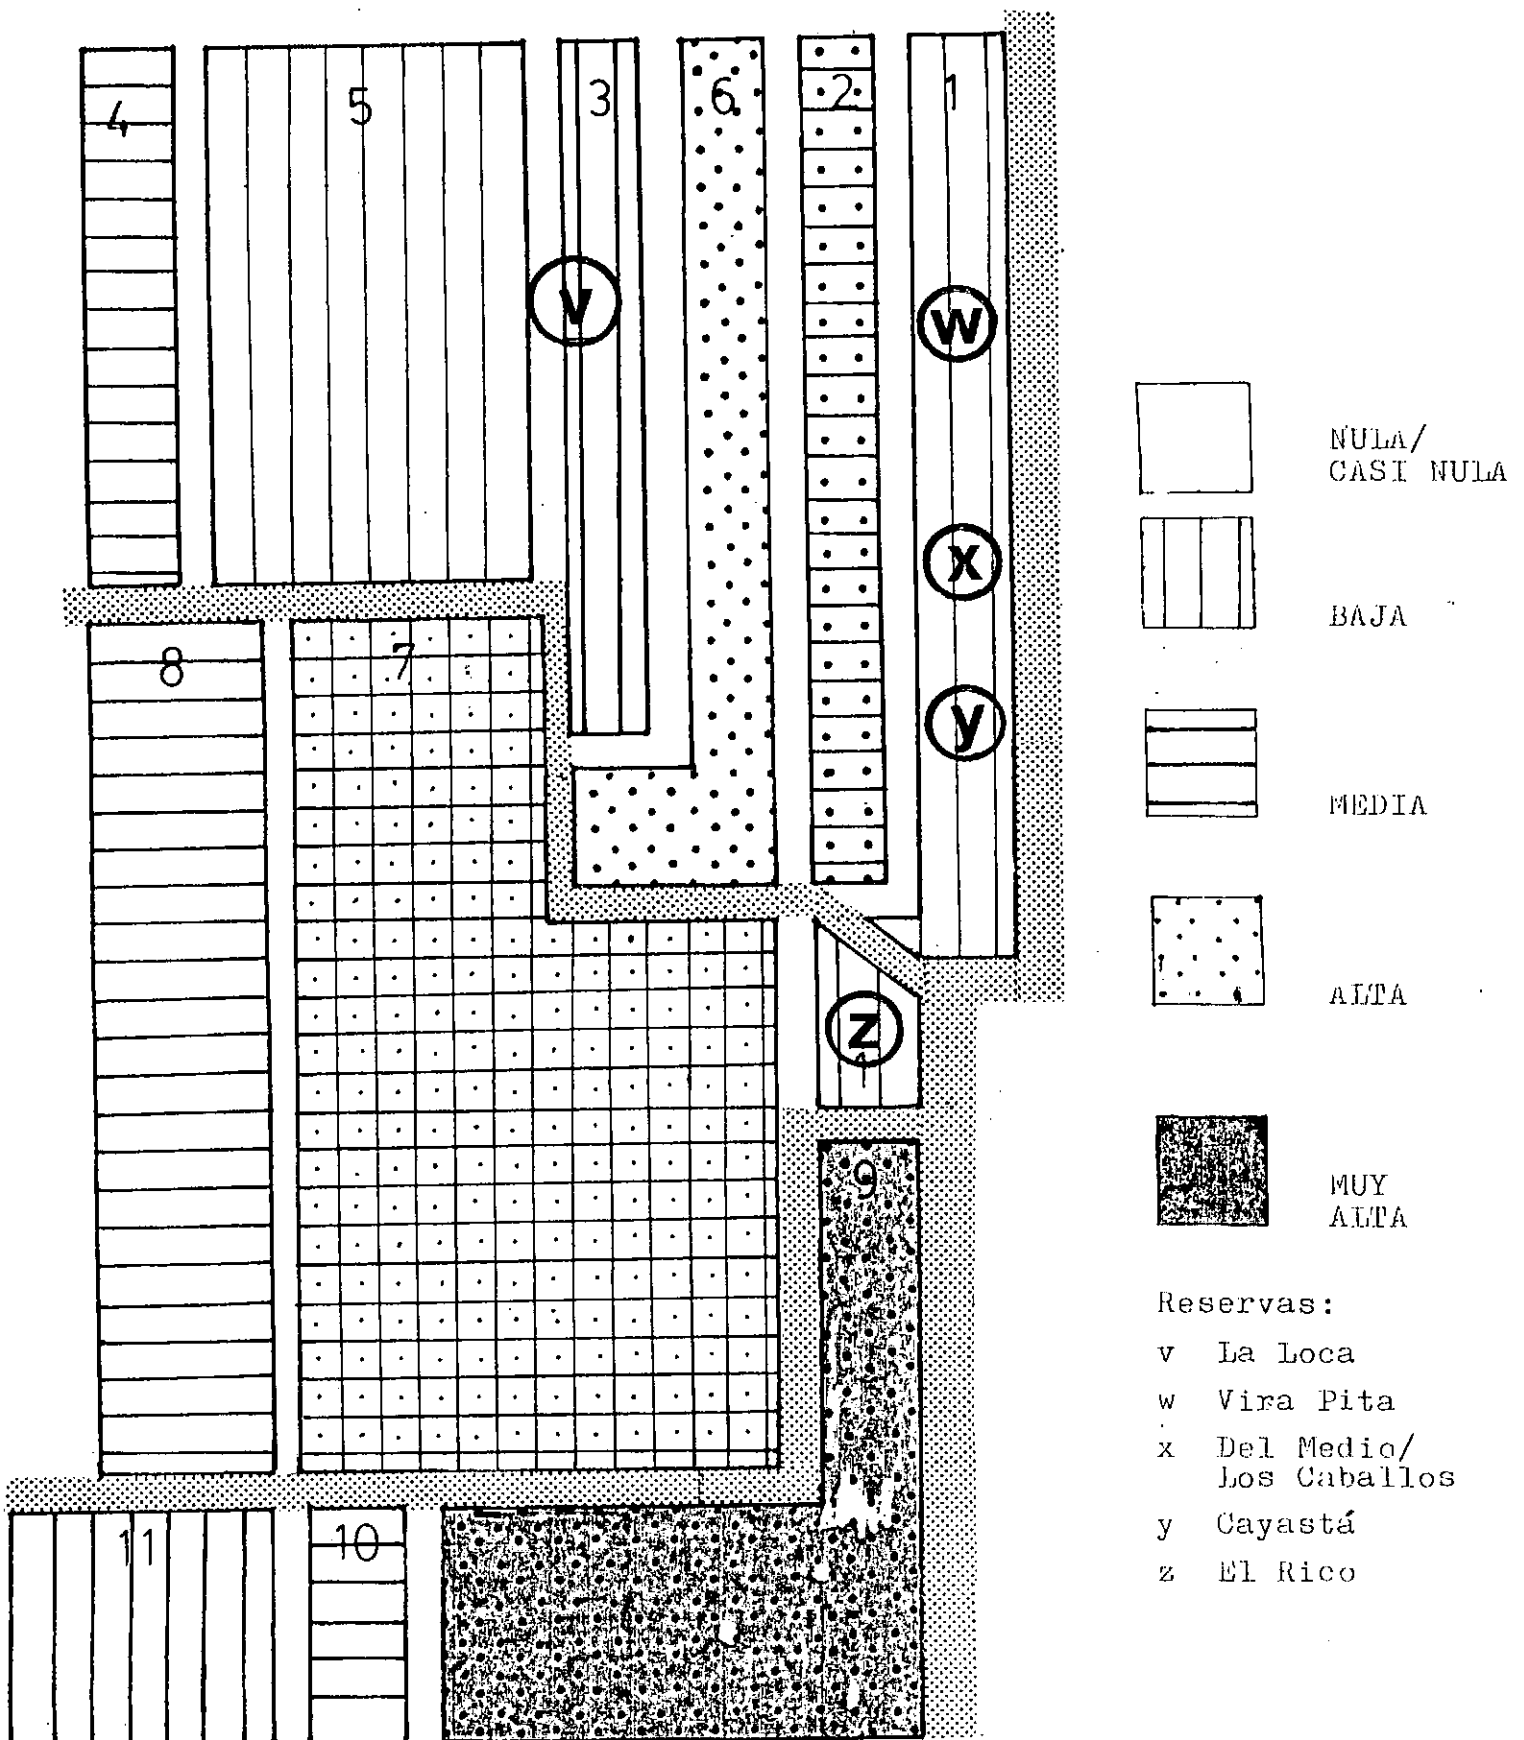 4
5
3
6
2
1
v
w
x
y
8
7
z
1
9
11
10
NULA/
CASI NULA
BAJA
MEDIA
ALTA
MUY
ALTA
Reservas:
v La Loca
w Vira Pita
x Del Medio/
Los Caballos
y Cayastá
z El Rico